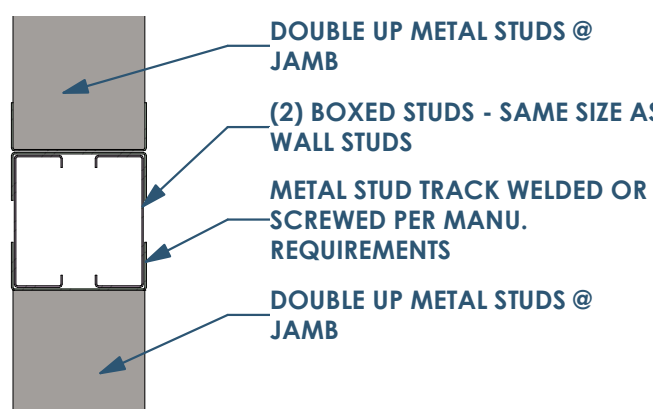 DOUBLE UP METAL STUDS @
JAMB
(2) BOXED STUDS - SAME SIZE AS
WALL STUDS
METAL STUD TRACK WELDED OR
SCREWED PER MANU.
REQUIREMENTS
DOUBLE UP METAL STUDS @
JAMB